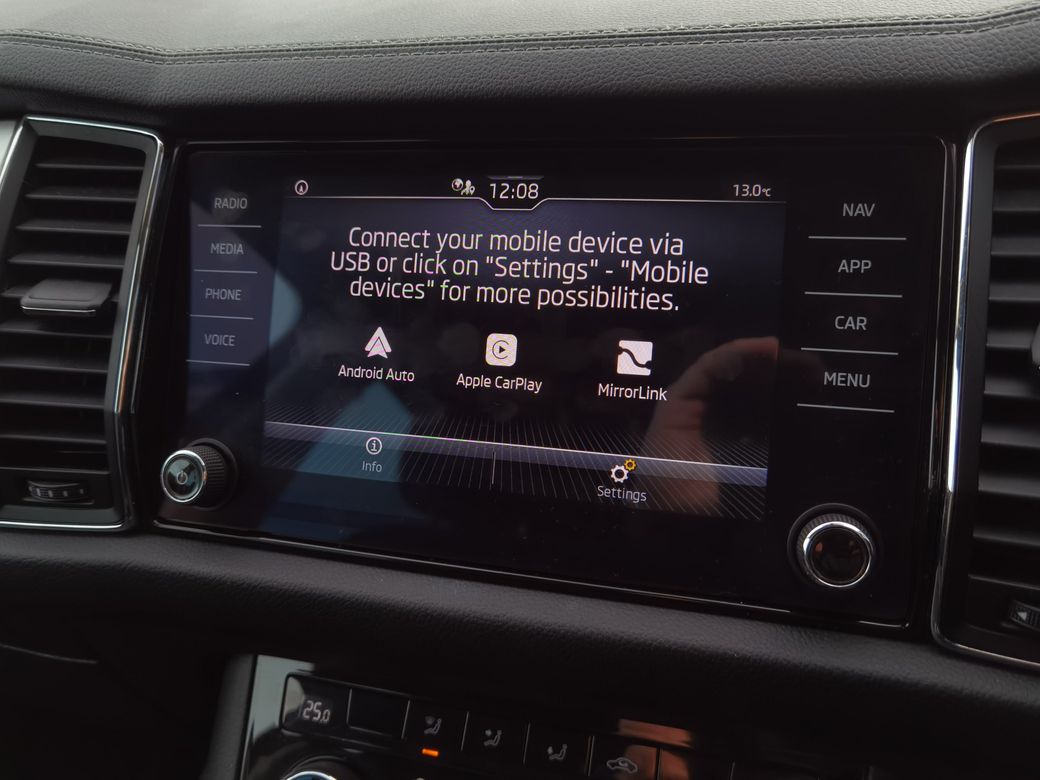 RADIO
MEDIA
PHONE
VOICE
12:08
13.0°C
Connect your mobile device via
USB or click on "Settings" - "Mobile
devices" for more possibilities.
Android Auto
Apple CarPlay
MirrorLink
Info
Settings
NAV
APP
CAR
MENU
25.0